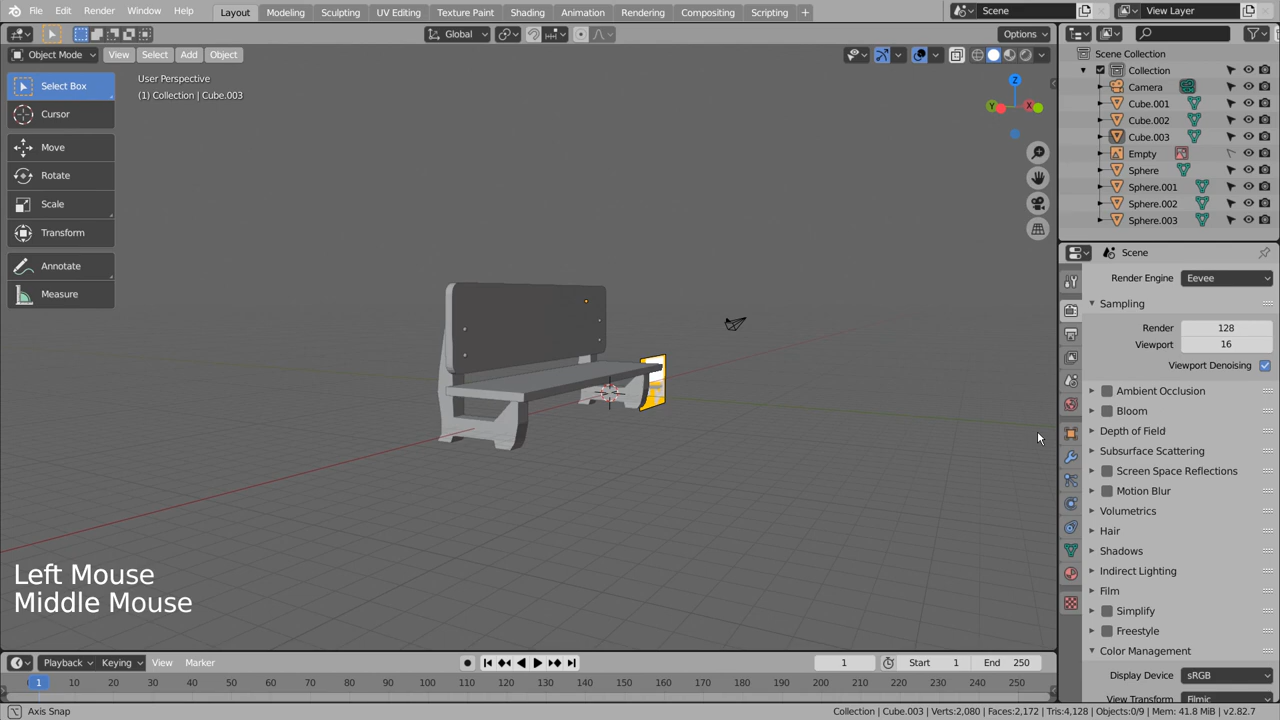 File Edit Render Window Help
Layout Modeling Sculpting UV Editing Texture Paint Shading Animation Rendering Compositing Scripting +
Scene
View Layer
Global
Options
Object Mode View Select Add Object
Select Box
Cursor
Move
Rotate
Scale
Transform
Annotate
Measure
User Perspective
(1) Collection | Cube.003
Z
Y
X
Scene Collection
Collection
Camera
Cube.001
Cube.002
Cube.003
Empty
Sphere
Sphere.001
Sphere.002
Sphere.003
Scene
Render Engine Eevee
Sampling
Render 128
Viewport 16
Viewport Denoising
Ambient Occlusion
Bloom
Depth of Field
Subsurface Scattering
Screen Space Reflections
Motion Blur
Volumetrics
Hair
Shadows
Indirect Lighting
Film
Simplify
Freestyle
Color Management
Display Device sRGB
View Transform Filmic
Left Mouse
Middle Mouse
Playback Keying View Marker
1 Start 1 End 250
1 10 20 30 40 50 60 70 80 90 100 110 120 130 140 150 160 170 180 190 200 210 220 230 240 250
Axis Snap
Collection | Cube.003 | Verts:2,080 | Faces:2,172 | Tris:4,128 | Objects:0/9 | Mem: 41.8 MiB | v2.82.7